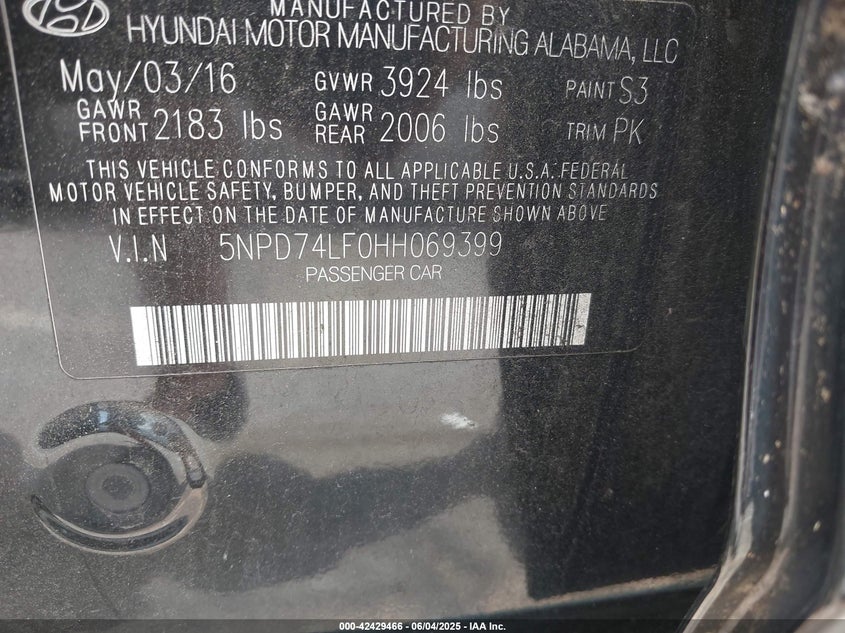 MANUFACTURED BY
HYUNDAI MOTOR MANUFACTURING ALABAMA, LLC
May/03/16 GVWR 3924 lbs PAINT S3
GAWR FRONT 2183 lbs GAWR REAR 2006 lbs TRIM PK
THIS VEHICLE CONFORMS TO ALL APPLICABLE U.S.A. FEDERAL
MOTOR VEHICLE SAFETY, BUMPER, AND THEFT PREVENTION STANDARDS
IN EFFECT ON THE DATE OF MANUFACTURE SHOWN ABOVE
V.I.N 5NPD74LF0HH069399
PASSENGER CAR
000-42429466 - 06/04/2025 - IAA Inc.